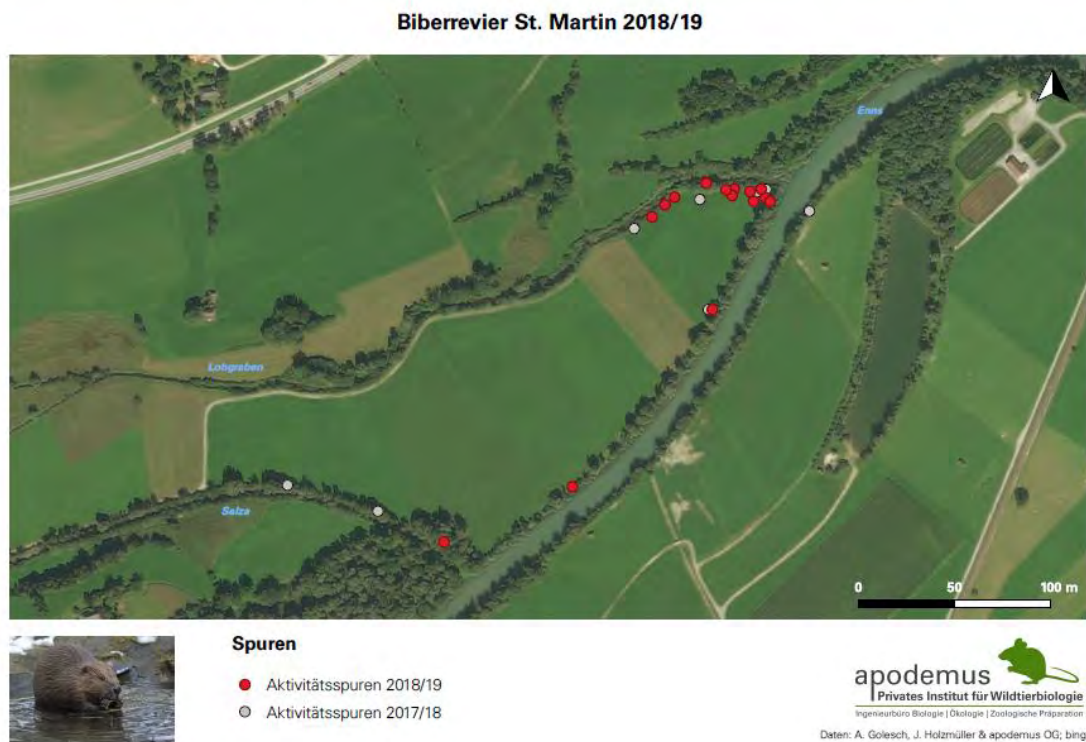 Biberrevier St. Martin 2018/19
Enns
Lobgraben
Salza
0 50 100 m
Spuren
Aktivitätsspuren 2018/19
Aktivitätsspuren 2017/18
apodemus
Privates Institut für Wildtierbiologie
Ingenieurbüro Biologie | Ökologie | Zoologische Präparation
Daten: A. Golesch, J. Holzmüller & apodemus OG; bing